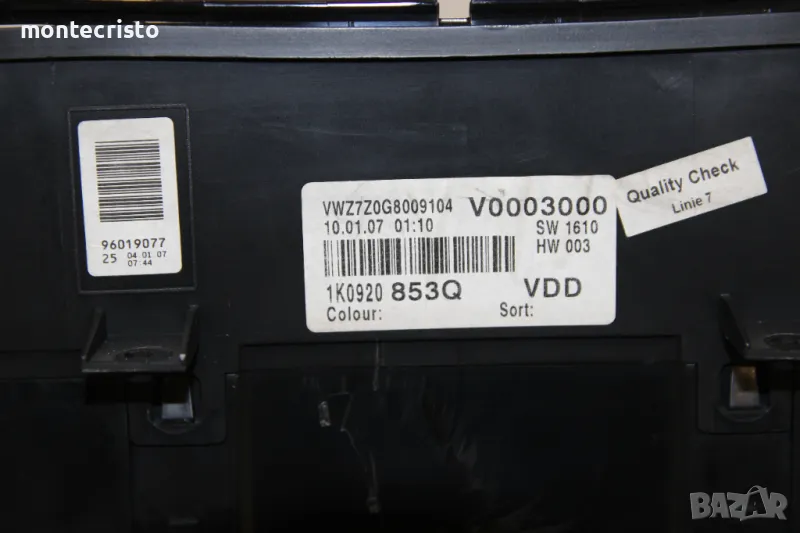 montecristo
96019077
25 04 01 07
07 44
VWZ7Z0G8009104 V0003000
10.01.07 01:10 SW 1610
HW 003
1K0920 853Q VDD
Colour: Sort:
Quality Check
Linie 7
BAZAR